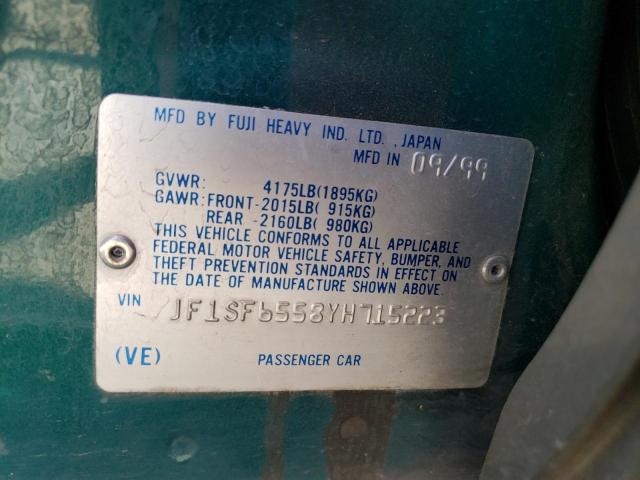 MFD BY FUJI HEAVY IND. LTD. , JAPAN
MFD IN 09/99
GVWR: 4175LB(1895KG)
GAWR: FRONT-2015LB( 915KG)
REAR -2160LB( 980KG)
THIS VEHICLE CONFORMS TO ALL APPLICABLE
FEDERAL MOTOR VEHICLE SAFETY, BUMPER, AND
THEFT PREVENTION STANDARDS IN EFFECT ON
THE DATE OF MANUFACTURE SHOWN ABOVE.
VIN JF1SF6558YH715223
(VE) PASSENGER CAR